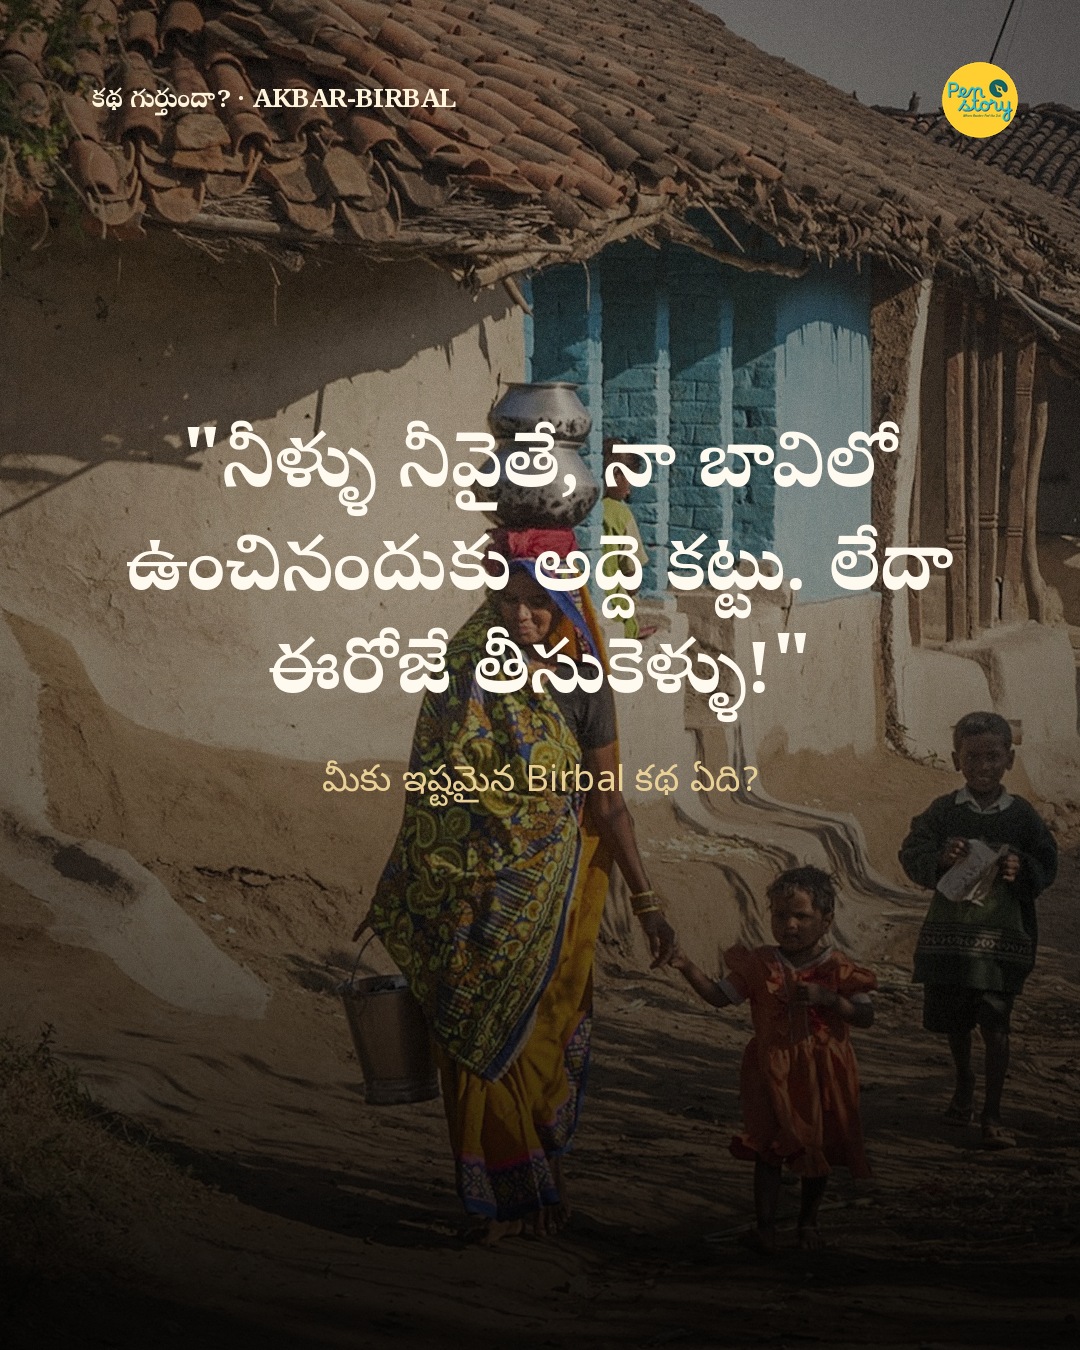 కథ గుర్తుందా? · AKBAR-BIRBAL
Pen
story
"నీళ్ళు నీవైతే, నా బావిలో
ఉంచినందుకు అద్దె కట్టు. లేదా
ఈరోజే తీసుకెళ్ళు!"
మీకు ఇష్టమైన Birbal కథ ఏది?